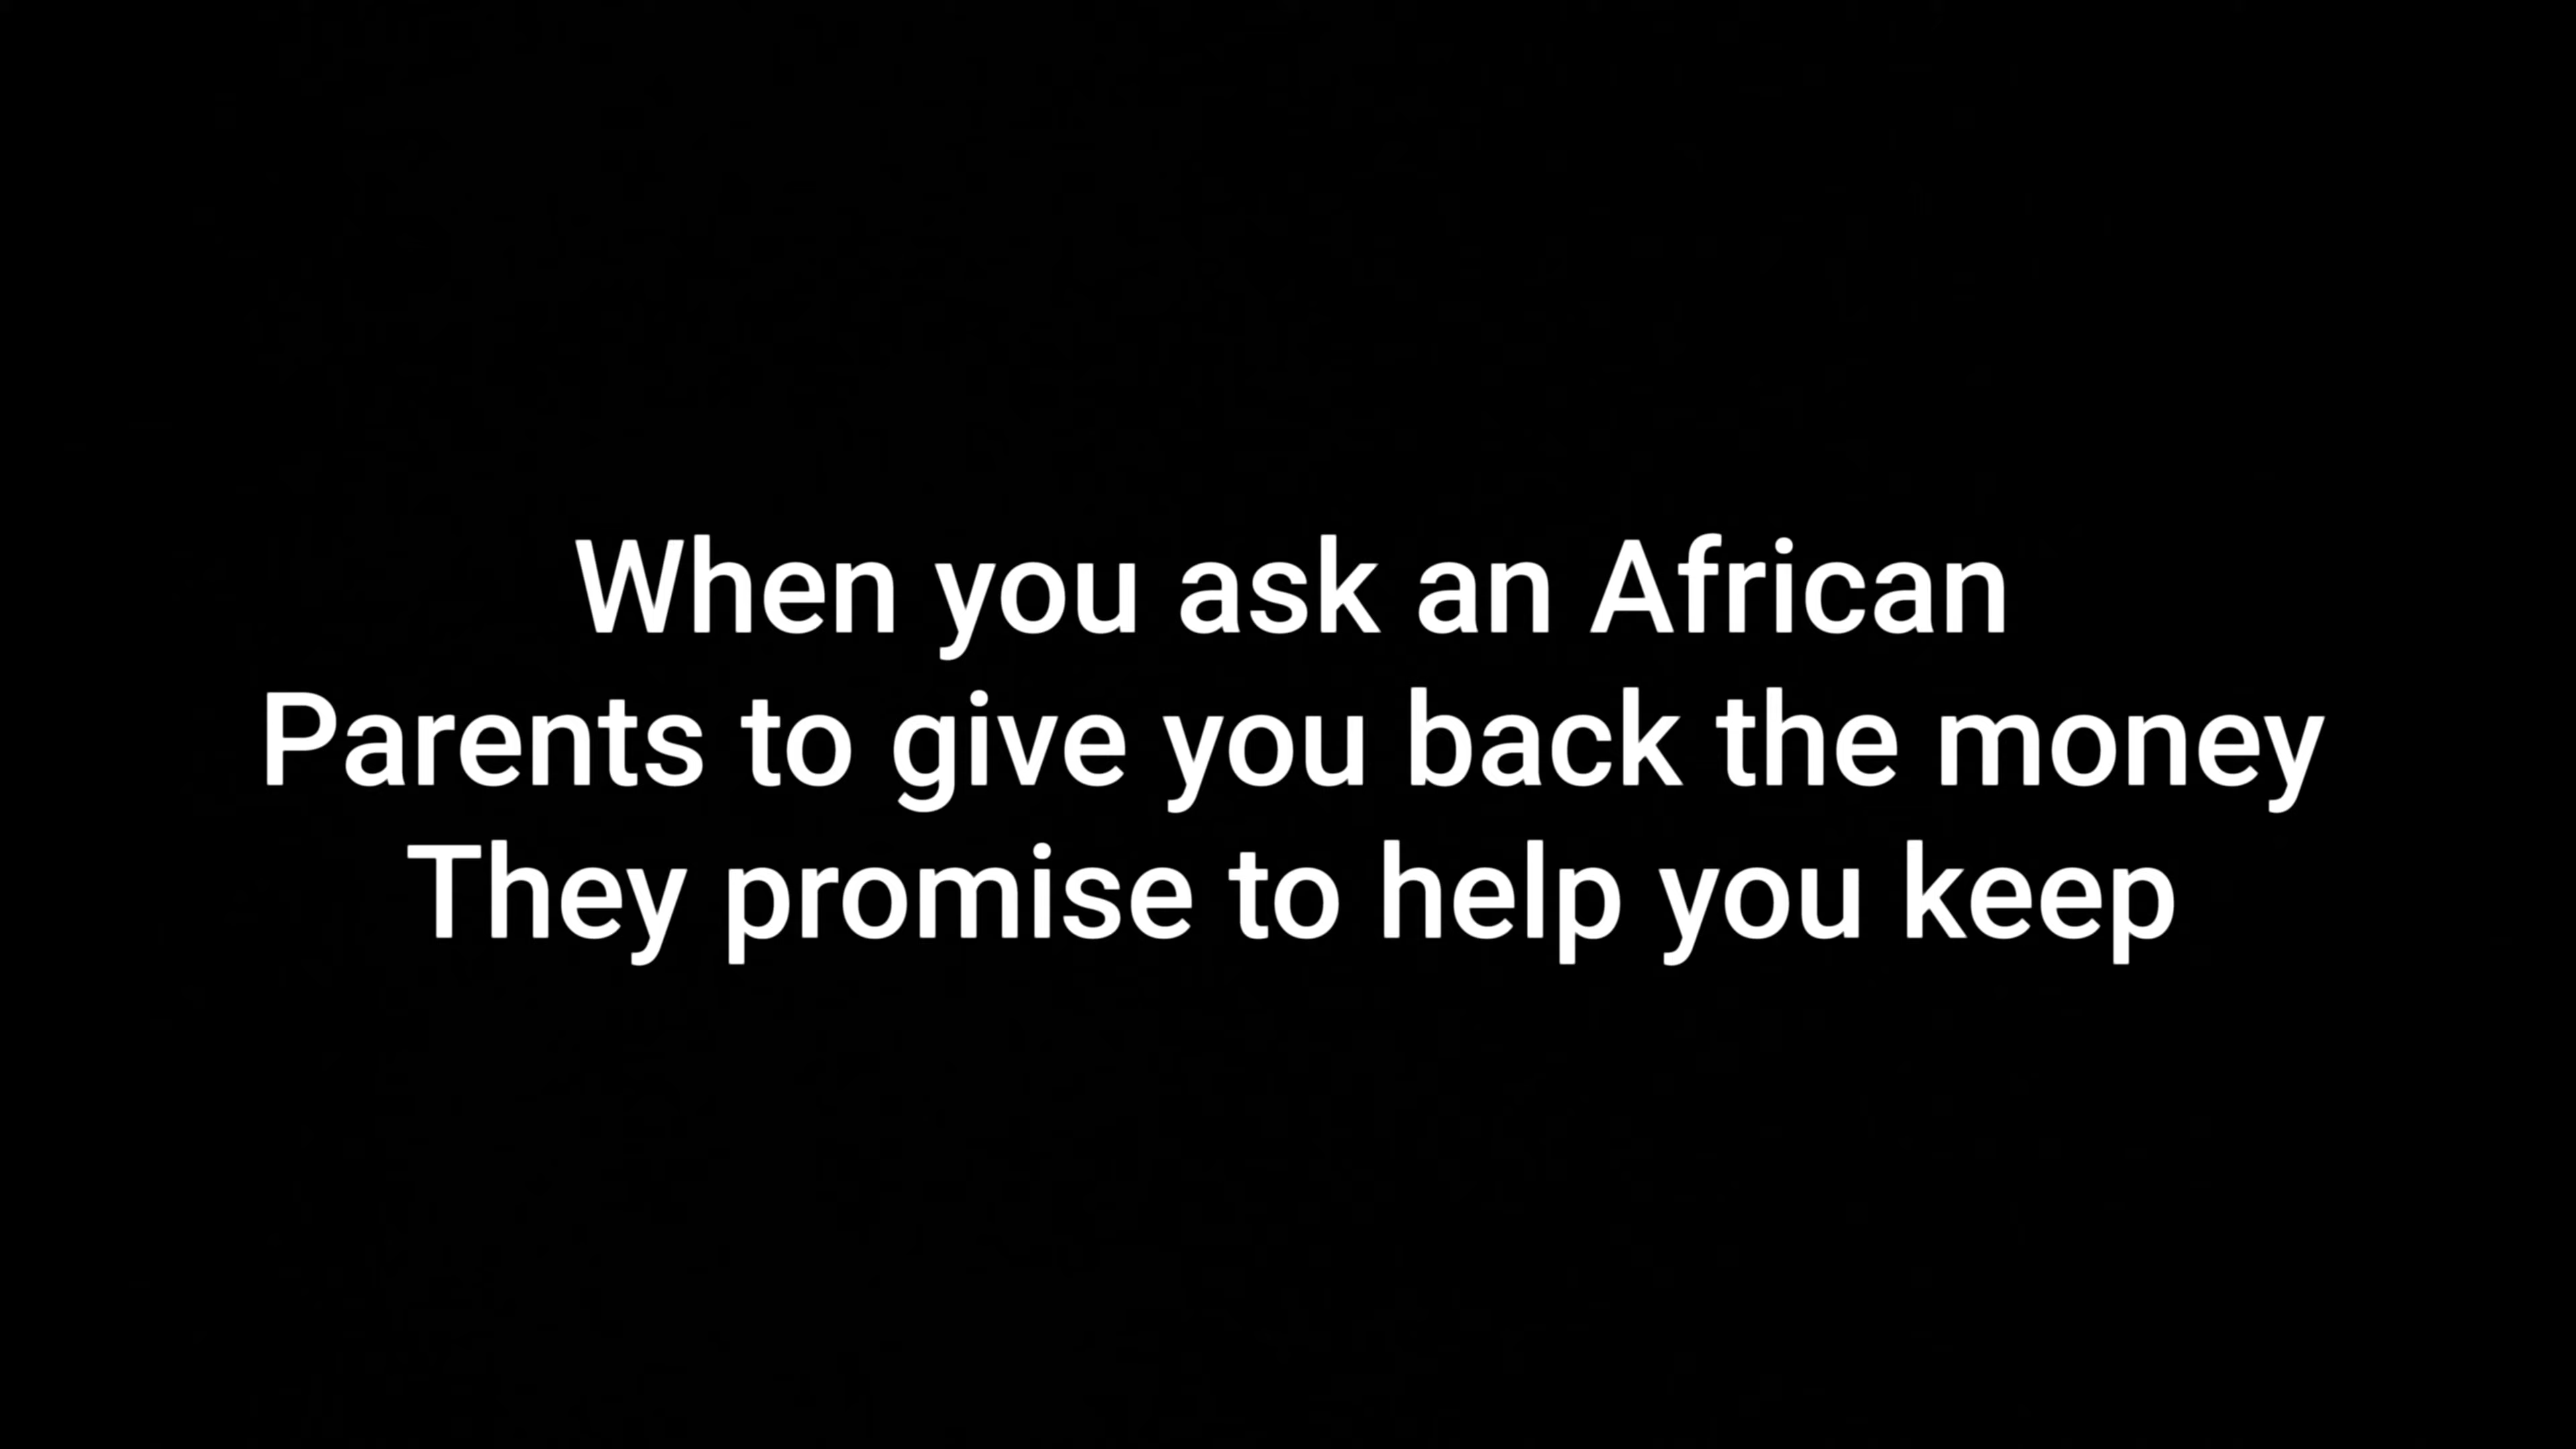 When you ask an African
Parents to give you back the money
They promise to help you keep